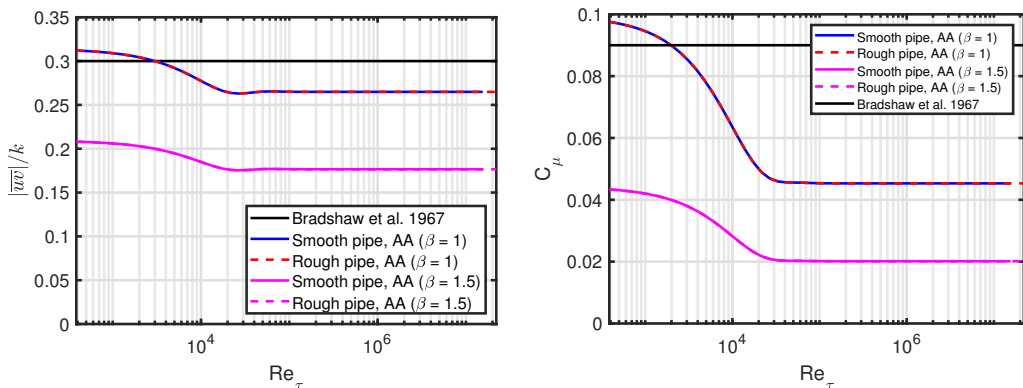 |uv|/k
0.35
0.3
0.25
0.2
0.15
0.1
0.05
0
Bradshaw et al. 1967
Smooth pipe, AA (β = 1)
Rough pipe, AA (β = 1)
Smooth pipe, AA (β = 1.5)
Rough pipe, AA (β = 1.5)
10^4
10^6
Re_τ
C_μ
0.1
0.08
0.06
0.04
0.02
0
Smooth pipe, AA (β = 1)
Rough pipe, AA (β = 1)
Smooth pipe, AA (β = 1.5)
Rough pipe, AA (β = 1.5)
Bradshaw et al. 1967
10^4
10^6
Re_τ